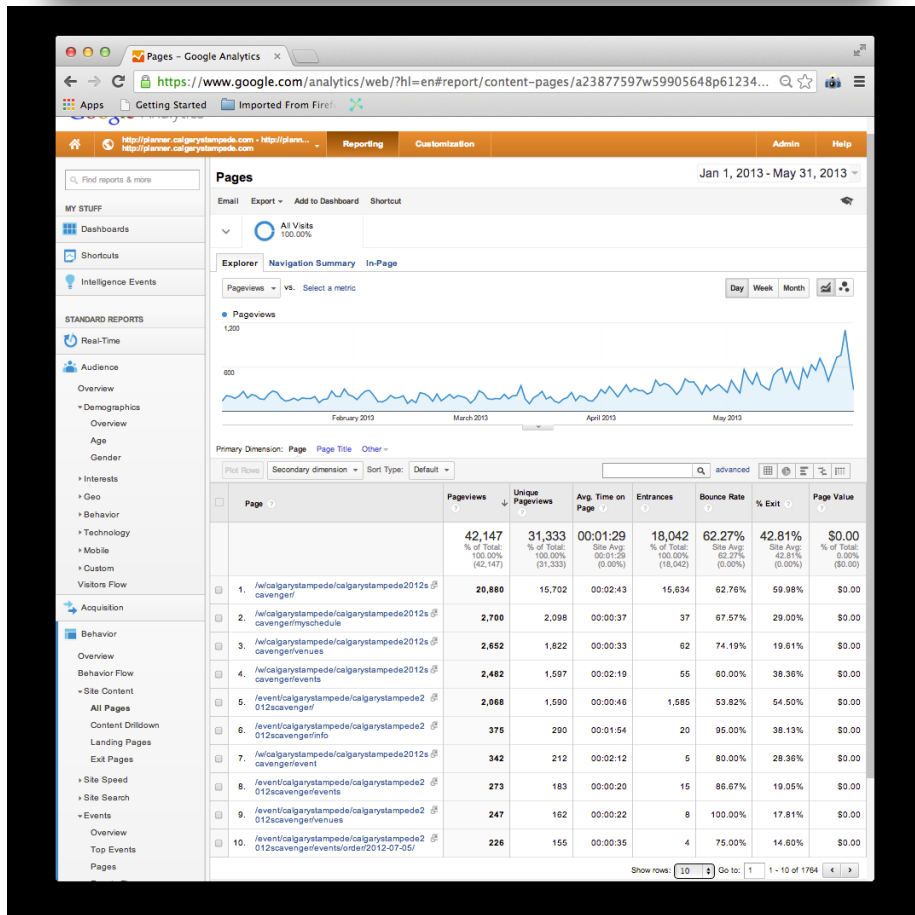 Pages – Google Analytics ×
https://www.google.com/analytics/web/?hl=en#report/content-pages/a23877597w59905648p61234...
Apps Getting Started Imported From Firef
Google Analytics
http://planner.calgarystampede.com - http://plann...
http://planner.calgarystampede.com
Reporting Customization Admin Help
Find reports & more
MY STUFF
Dashboards
Shortcuts
Intelligence Events
STANDARD REPORTS
Real-Time
Audience
Overview
Demographics
Overview
Age
Gender
Interests
Geo
Behavior
Technology
Mobile
Custom
Visitors Flow
Acquisition
Behavior
Overview
Behavior Flow
Site Content
All Pages
Content Drilldown
Landing Pages
Exit Pages
Site Speed
Site Search
Events
Overview
Top Events
Pages
Pages
Jan 1, 2013 - May 31, 2013
Email Export Add to Dashboard Shortcut
All Visits
100.00%
Explorer Navigation Summary In-Page
Pageviews VS. Select a metric
Day Week Month
Pageviews
1,200
600
February 2013 March 2013 April 2013 May 2013
Primary Dimension: Page Page Title Other
Plot Rows Secondary dimension Sort Type: Default advanced
Page ? Pageviews ? Unique Pageviews ? Avg. Time on Page ? Entrances ? Bounce Rate ? % Exit ? Page Value ?
42,147 31,333 00:01:29 18,042 62.27% 42.81% $0.00
% of Total: 100.00% (42,147) % of Total: 100.00% (31,333) Site Avg: 00:01:29 (0.00%) % of Total: 100.00% (18,042) Site Avg: 62.27% (0.00%) Site Avg: 42.81% (0.00%) % of Total: 0.00% ($0.00)
1. /w/calgarystampede/calgarystampede2012scavenger/ 20,880 15,702 00:02:43 15,634 62.76% 59.98% $0.00
2. /w/calgarystampede/calgarystampede2012scavenger/myschedule 2,700 2,098 00:00:37 37 67.57% 29.00% $0.00
3. /w/calgarystampede/calgarystampede2012scavenger/venues 2,652 1,822 00:00:33 62 74.19% 19.61% $0.00
4. /w/calgarystampede/calgarystampede2012scavenger/events 2,482 1,597 00:02:19 55 60.00% 38.36% $0.00
5. /event/calgarystampede/calgarystampede2012scavenger/ 2,068 1,590 00:00:46 1,585 53.82% 54.50% $0.00
6. /event/calgarystampede/calgarystampede2012scavenger/info 375 290 00:01:54 20 95.00% 38.13% $0.00
7. /w/calgarystampede/calgarystampede2012scavenger/event 342 212 00:02:12 5 80.00% 28.36% $0.00
8. /event/calgarystampede/calgarystampede2012scavenger/events 273 183 00:00:20 15 86.67% 19.05% $0.00
9. /event/calgarystampede/calgarystampede2012scavenger/venues 247 162 00:00:22 8 100.00% 17.81% $0.00
10. /event/calgarystampede/calgarystampede2012scavenger/events/order/2012-07-05/ 226 155 00:00:35 4 75.00% 14.60% $0.00
Show rows: 10 Go to: 1 1 - 10 of 1764